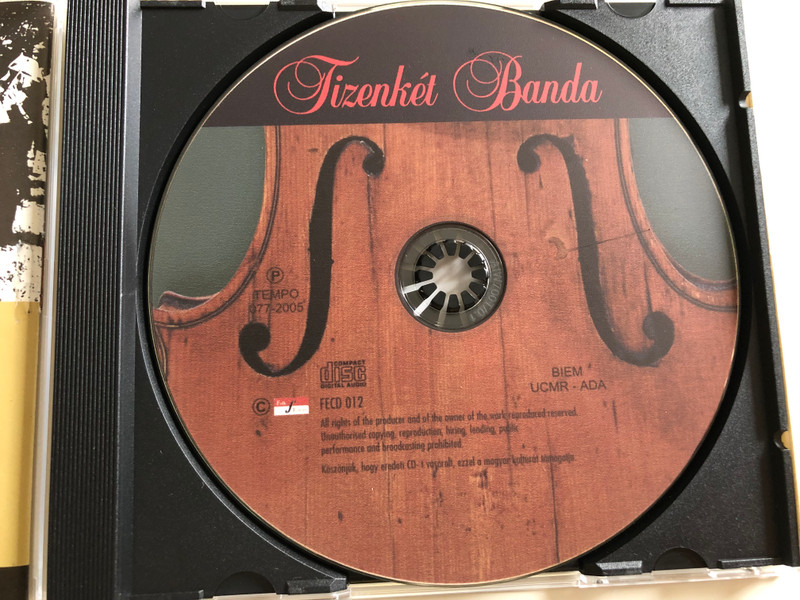 Tizenkét Banda
Ⓟ
TEMPO
077-2005
COMPACT
disc
DIGITAL AUDIO
BIEM
UCMR - ADA
© FECD 012
All rights of the producer and of the owner of the work reproduced reserved.
Unauthorised copying, reproduction, hiring, lending, public
performance and broadcasting prohibited.
Köszönjük, hogy eredeti CD- t vásárolt, ezzel a magyar kultúrát támogatja.